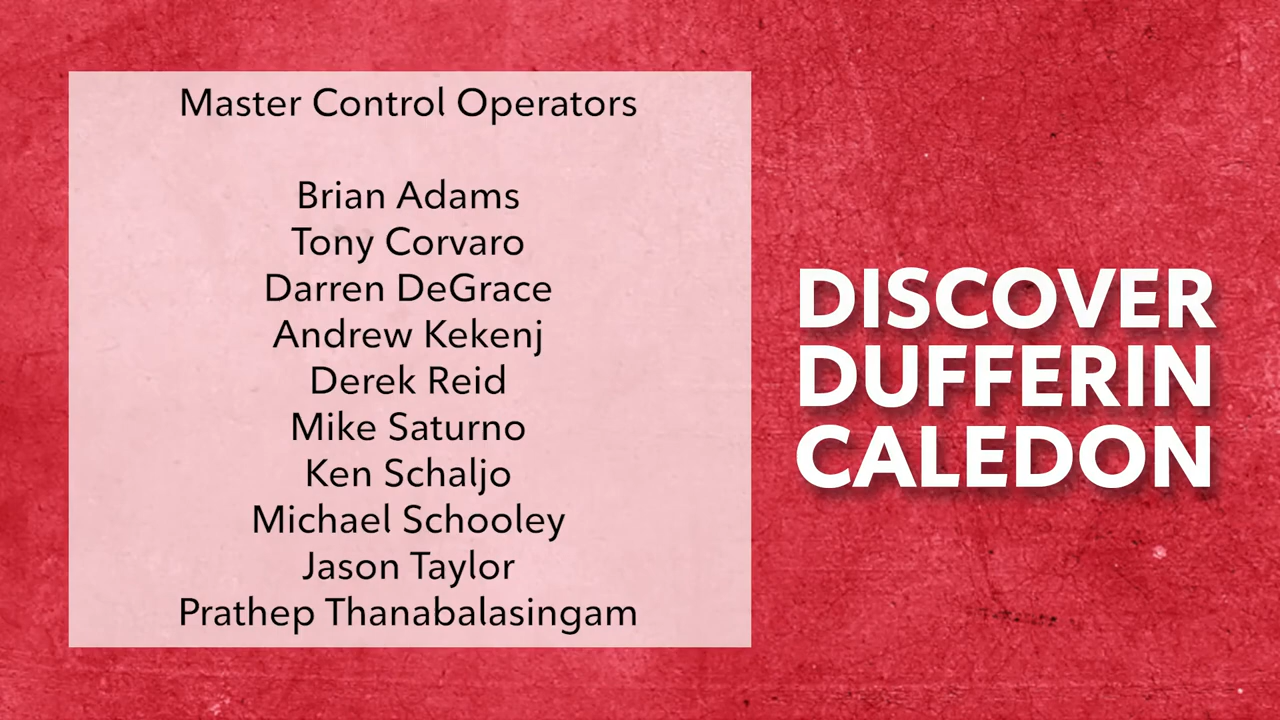 Master Control Operators
Brian Adams
Tony Corvaro
Darren DeGrace
Andrew Kekenj
Derek Reid
Mike Saturno
Ken Schaljo
Michael Schooley
Jason Taylor
Prathep Thanabalasingam
DISCOVER
DUFFERIN
CALEDON